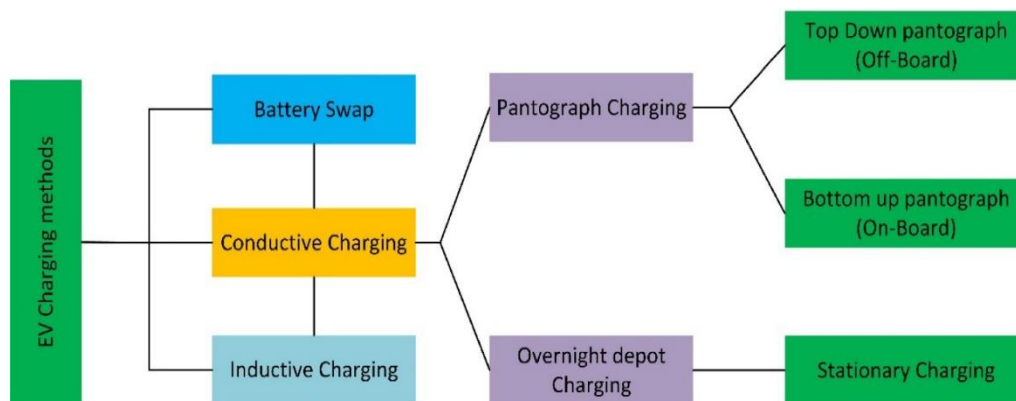 EV Charging methods
Battery Swap
Conductive Charging
Inductive Charging
Pantograph Charging
Overnight depot
Charging
Top Down pantograph
(Off-Board)
Bottom up pantograph
(On-Board)
Stationary Charging